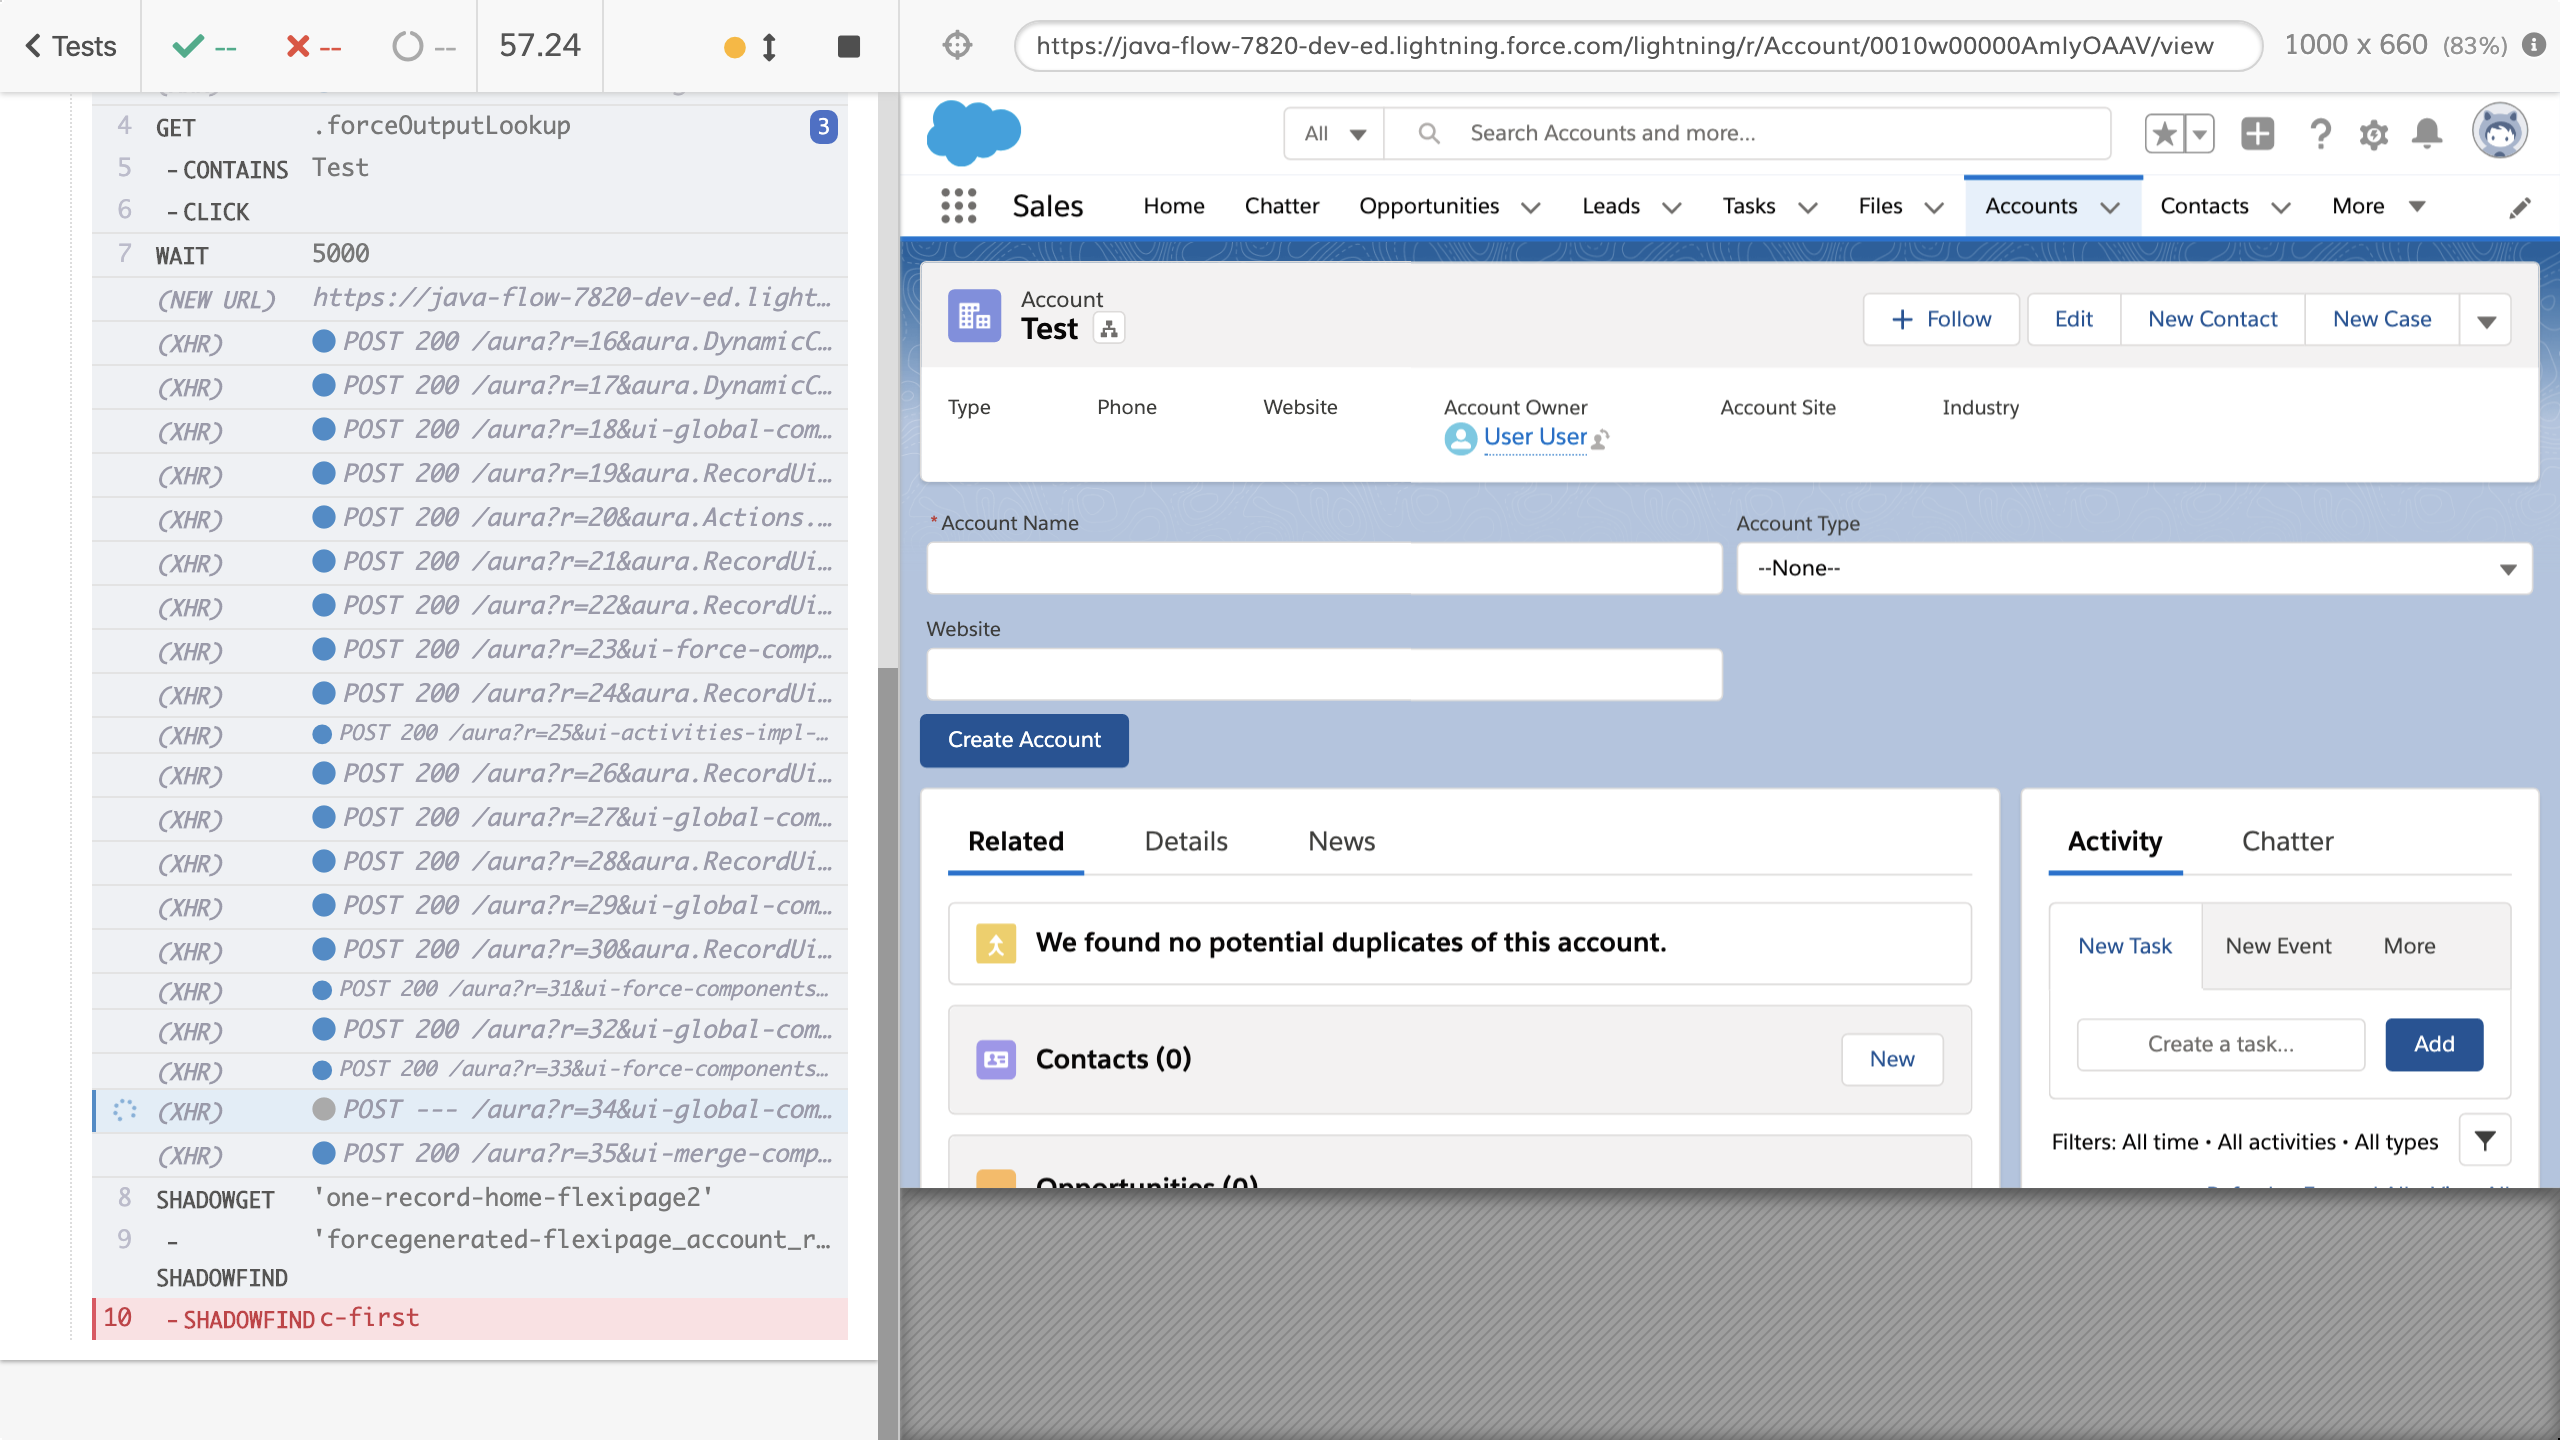 Tests
--
--
--
57.24
https://java-flow-7820-dev-ed.lightning.force.com/lightning/r/Account/0010w00000AmIyOAAV/view
1000 x 660 (83%)
4 GET .forceOutputLookup 3
5 -CONTAINS Test
6 -CLICK
7 WAIT 5000
(NEW URL) https://java-flow-7820-dev-ed.light...
(XHR) POST 200 /aura?r=16&aura.DynamicC...
(XHR) POST 200 /aura?r=17&aura.DynamicC...
(XHR) POST 200 /aura?r=18&ui-global-com...
(XHR) POST 200 /aura?r=19&aura.RecordUi...
(XHR) POST 200 /aura?r=20&aura.Actions....
(XHR) POST 200 /aura?r=21&aura.RecordUi...
(XHR) POST 200 /aura?r=22&aura.RecordUi...
(XHR) POST 200 /aura?r=23&ui-force-comp...
(XHR) POST 200 /aura?r=24&aura.RecordUi...
(XHR) POST 200 /aura?r=25&ui-activities-impl-...
(XHR) POST 200 /aura?r=26&aura.RecordUi...
(XHR) POST 200 /aura?r=27&ui-global-com...
(XHR) POST 200 /aura?r=28&aura.RecordUi...
(XHR) POST 200 /aura?r=29&ui-global-com...
(XHR) POST 200 /aura?r=30&aura.RecordUi...
(XHR) POST 200 /aura?r=31&ui-force-components...
(XHR) POST 200 /aura?r=32&ui-global-com...
(XHR) POST 200 /aura?r=33&ui-force-components...
(XHR) POST --- /aura?r=34&ui-global-com...
(XHR) POST 200 /aura?r=35&ui-merge-comp...
8 SHADOWGET 'one-record-home-flexipage2'
9 - 'forcegenerated-flexipage_account_r...
SHADOWFIND
10 -SHADOWFIND c-first
All Search Accounts and more...
Sales Home Chatter Opportunities Leads Tasks Files Accounts Contacts More
Account
Test
Follow Edit New Contact New Case
Type Phone Website Account Owner Account Site Industry
User User
*Account Name
Account Type
--None--
Website
Create Account
Related Details News
We found no potential duplicates of this account.
Contacts (0) New
Opportunities (0)
Activity Chatter
New Task New Event More
Create a task... Add
Filters: All time • All activities • All types